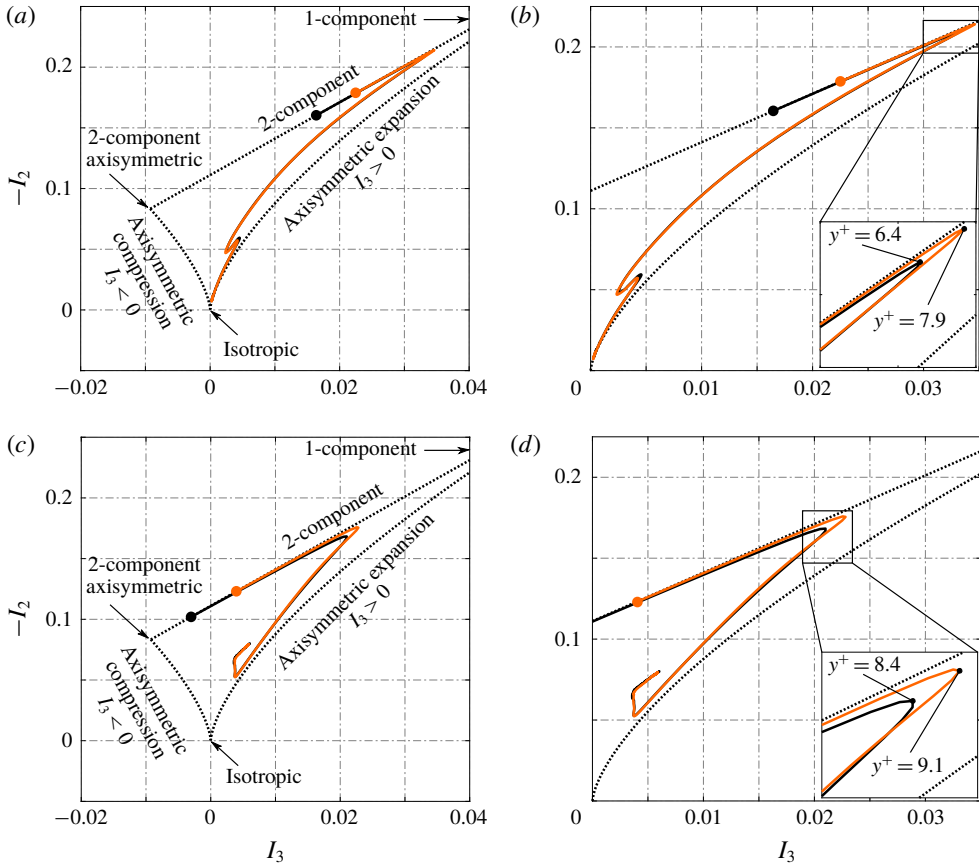 (a)
1-component
0.2
2-component
2-component
axisymmetric
−I₂
0.1
Axisymmetric expansion
I₃ > 0
Axisymmetric
compression
I₃ < 0
0
Isotropic
−0.02
0
0.02
0.04
(b)
0.2
0.1
y⁺ = 6.4
y⁺ = 7.9
0
0.01
0.02
0.03
(c)
1-component
0.2
2-component
2-component
axisymmetric
−I₂
0.1
Axisymmetric expansion
I₃ > 0
Axisymmetric
compression
I₃ < 0
0
Isotropic
−0.02
0
0.02
0.04
I₃
(d)
0.2
0.1
y⁺ = 8.4
y⁺ = 9.1
0
0.01
0.02
0.03
I₃